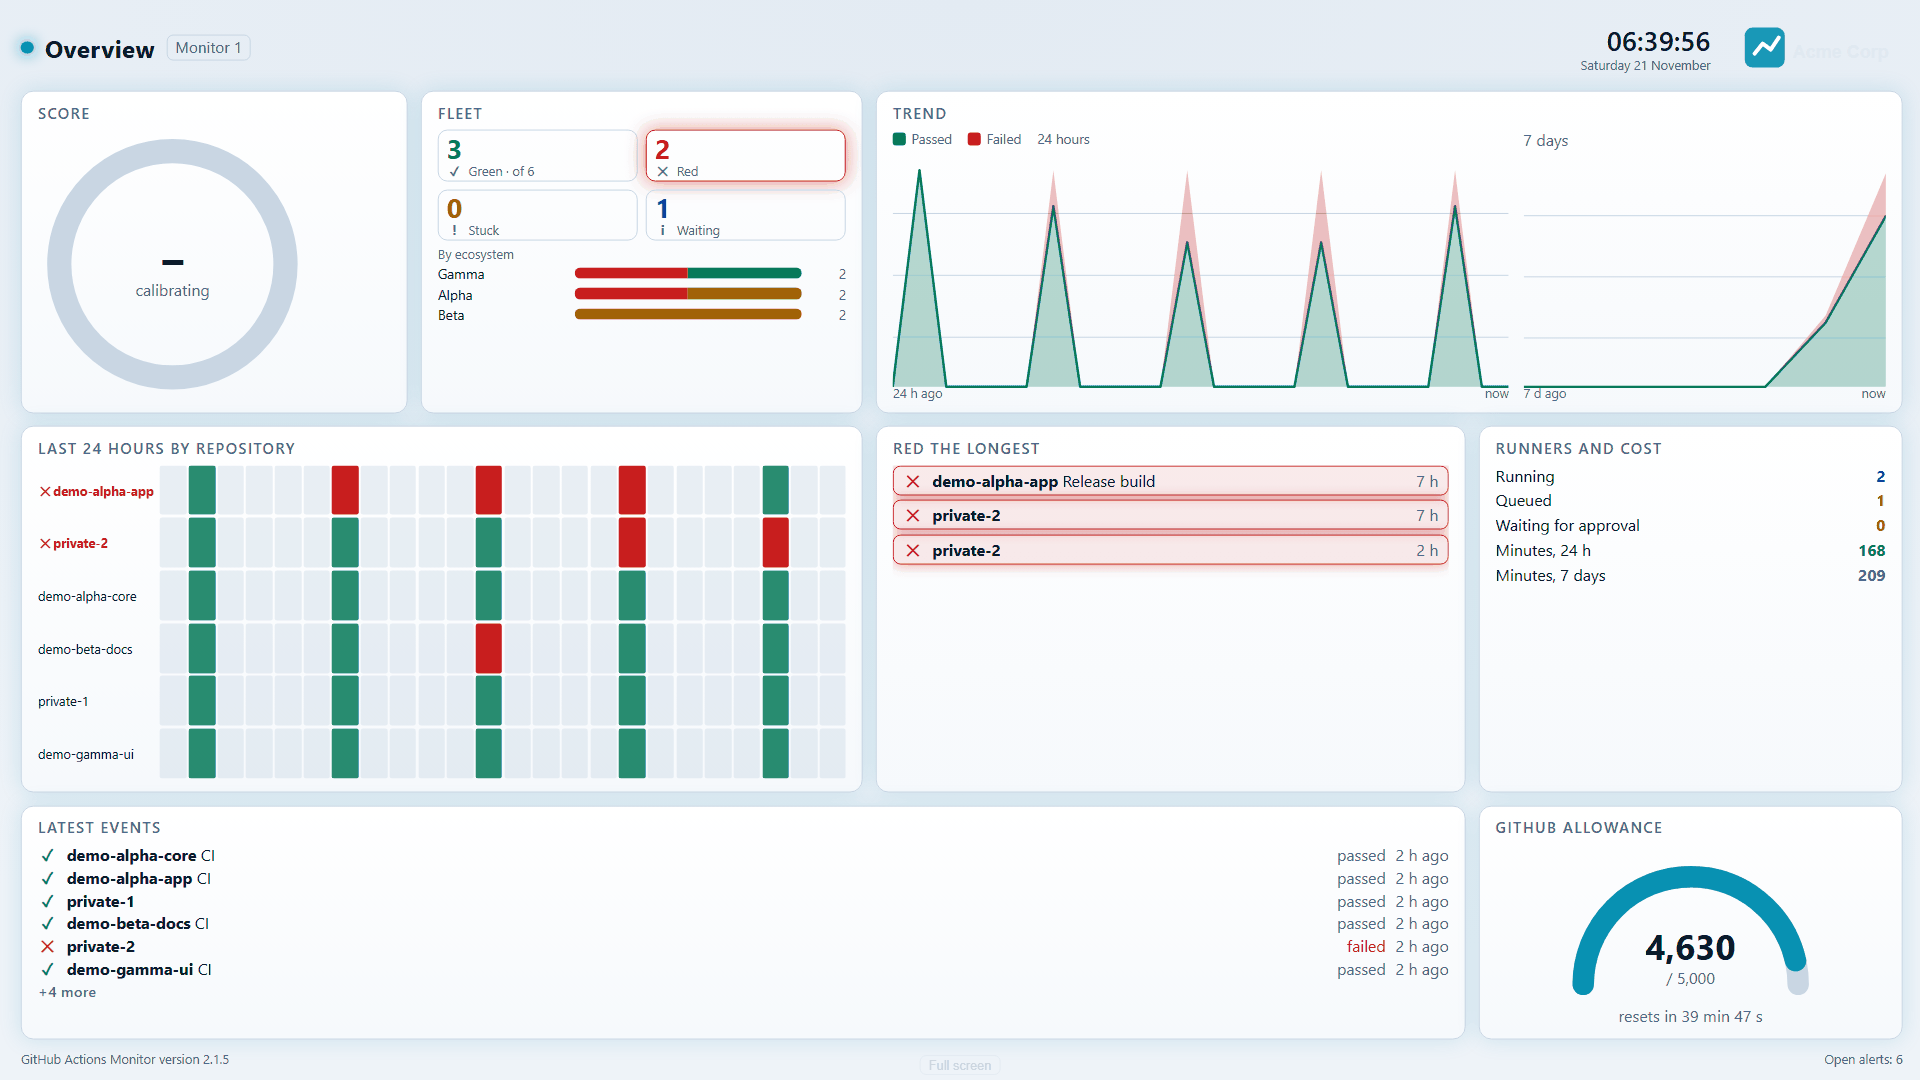 Overview
Monitor 1
06:39:56
Saturday 21 November
Acme Corp
SCORE
–
calibrating
FLEET
3
Green · of 6
2
Red
0
! Stuck
1
i Waiting
By ecosystem
Gamma 2
Alpha 2
Beta 2
TREND
Passed Failed 24 hours
7 days
24 h ago now
7 d ago now
LAST 24 HOURS BY REPOSITORY
demo-alpha-app
private-2
demo-alpha-core
demo-beta-docs
private-1
demo-gamma-ui
RED THE LONGEST
demo-alpha-app Release build 7 h
private-2 7 h
private-2 2 h
RUNNERS AND COST
Running 2
Queued 1
Waiting for approval 0
Minutes, 24 h 168
Minutes, 7 days 209
LATEST EVENTS
demo-alpha-core CI passed 2 h ago
demo-alpha-app CI passed 2 h ago
private-1 passed 2 h ago
demo-beta-docs CI passed 2 h ago
private-2 failed 2 h ago
demo-gamma-ui CI passed 2 h ago
+4 more
GITHUB ALLOWANCE
4,630
/ 5,000
resets in 39 min 47 s
GitHub Actions Monitor version 2.1.5
Full screen
Open alerts: 6